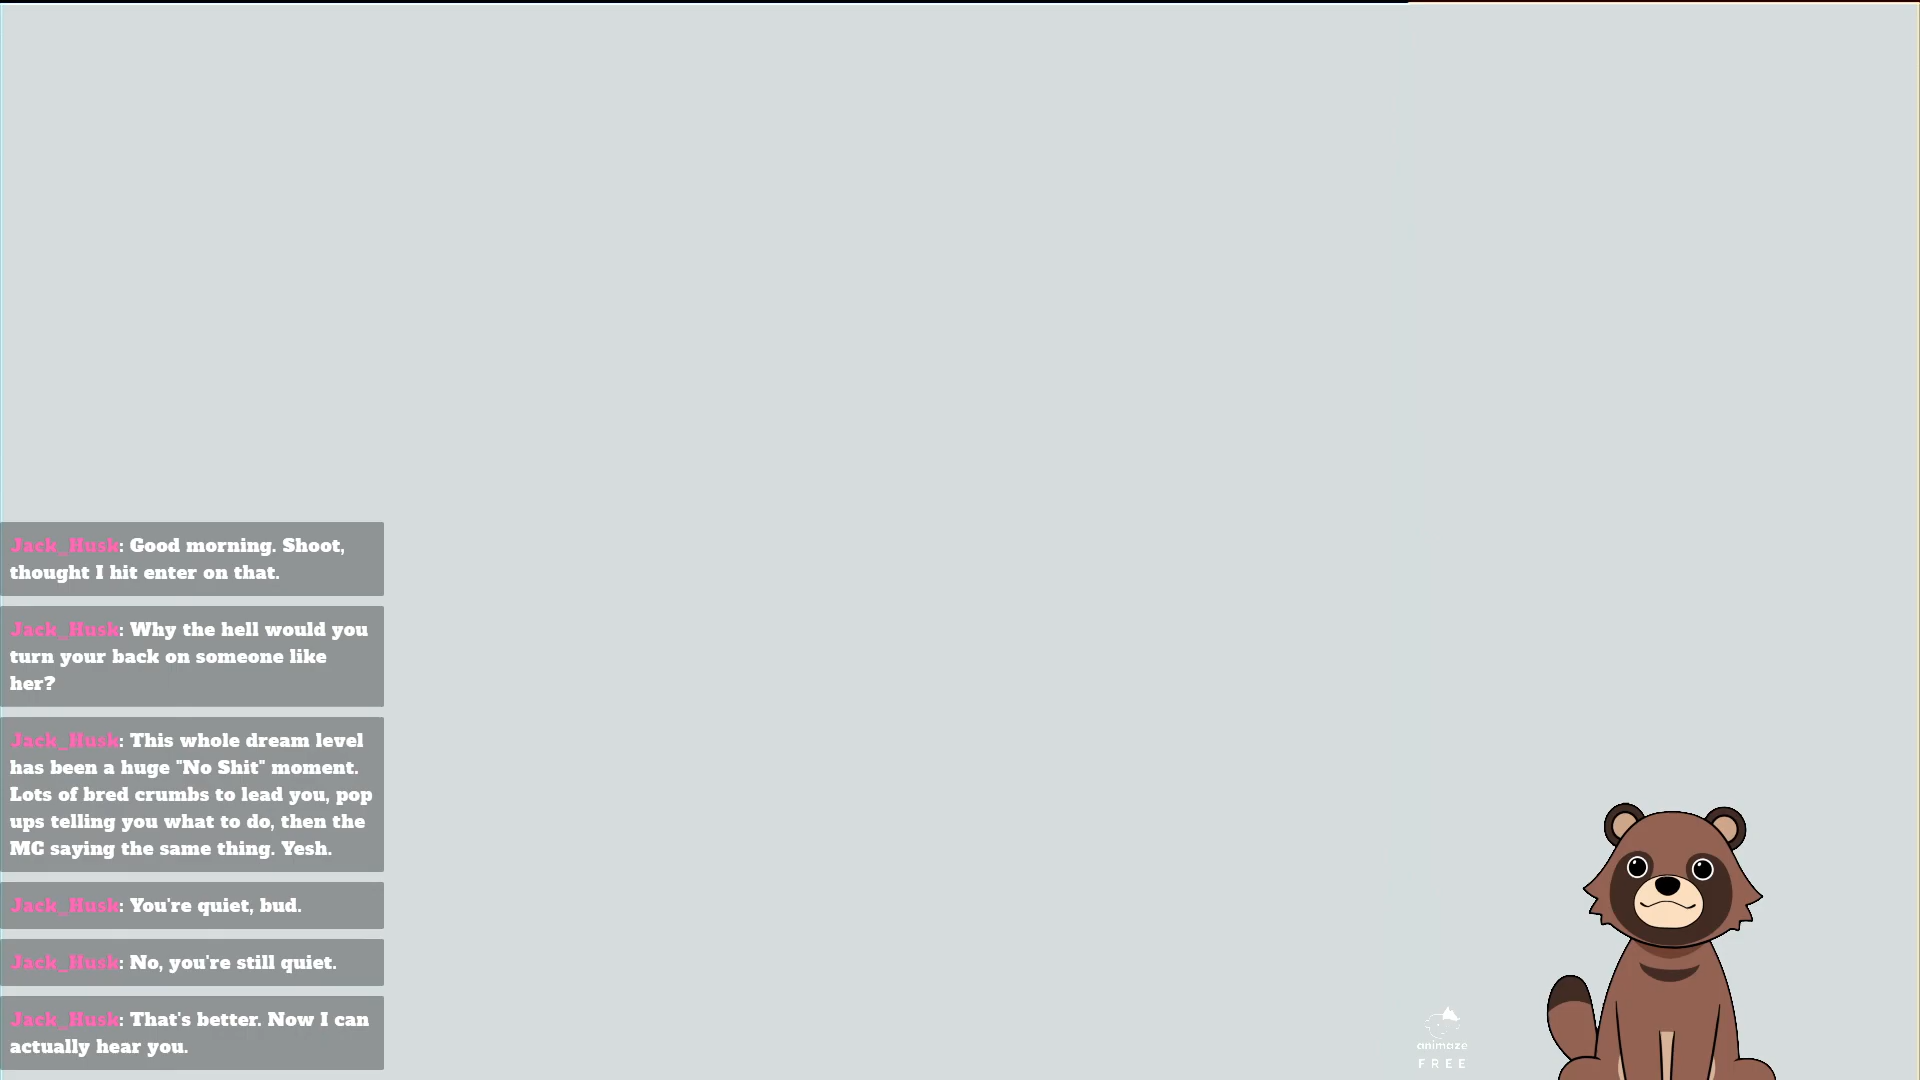 Jack_Husk: Good morning. Shoot,
thought I hit enter on that.
Jack_Husk: Why the hell would you
turn your back on someone like
her?
Jack_Husk: This whole dream level
has been a huge "No Shit" moment.
Lots of bred crumbs to lead you, pop
ups telling you what to do, then the
MC saying the same thing. Yesh.
Jack_Husk: You're quiet, bud.
Jack_Husk: No, you're still quiet.
Jack_Husk: That's better. Now I can
actually hear you.
animaze
FREE